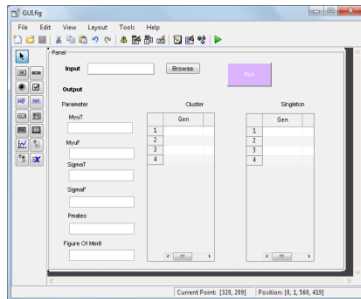 GUI.fig
File Edit View Layout Tools Help
Panel
Input Browse Run
Output
Parameter Cluster Singleton
MyuT
Gen Gen
1 1
2 2
3 3
4 4
MyuF
SigmaT
SigmaF
Pmates
Figure Of Merit
Current Point: [320, 209] Position: [0, 1, 560, 419]